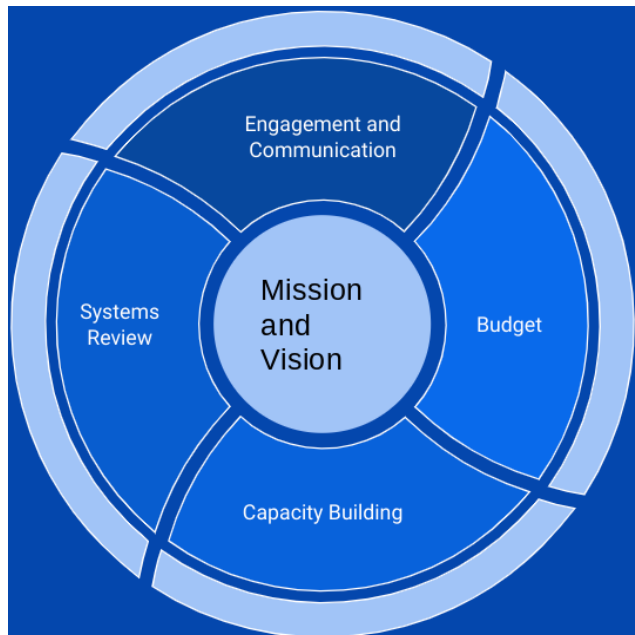 Engagement and
Communication
Mission
and
Vision
Systems
Review
Budget
Capacity Building